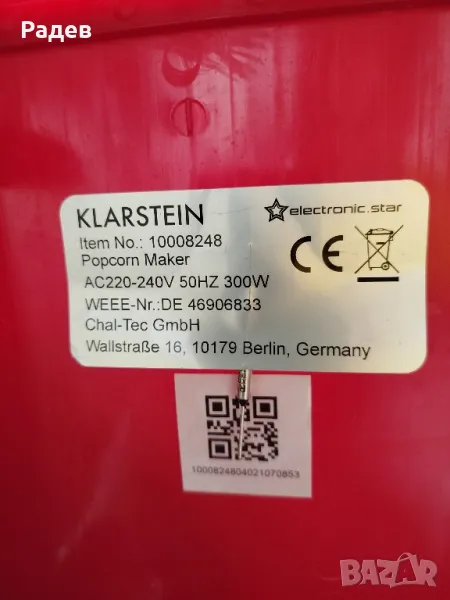 Радев
KLARSTEIN
electronic.star
Item No.: 10008248
Popcorn Maker
AC220-240V 50HZ 300W
WEEE-Nr.:DE 46906833
Chal-Tec GmbH
Wallstraße 16, 10179 Berlin, Germany
CE
1000824804021070853
BAZAR